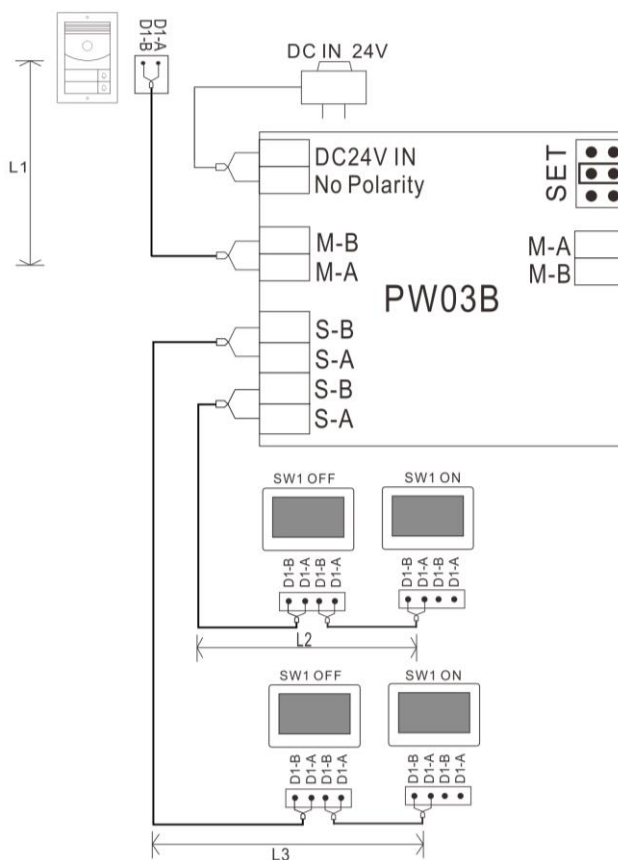 D1-A
D1-B
DC IN 24V
L1
DC24V IN
No Polarity
SET
M-B
M-A
M-A
M-B
PW03B
S-B
S-A
S-B
S-A
SW1 OFF
SW1 ON
D1-B
D1-A
D1-B
D1-A
D1-B
D1-A
D1-B
D1-A
L2
SW1 OFF
SW1 ON
D1-B
D1-A
D1-B
D1-A
D1-B
D1-A
D1-B
D1-A
L3